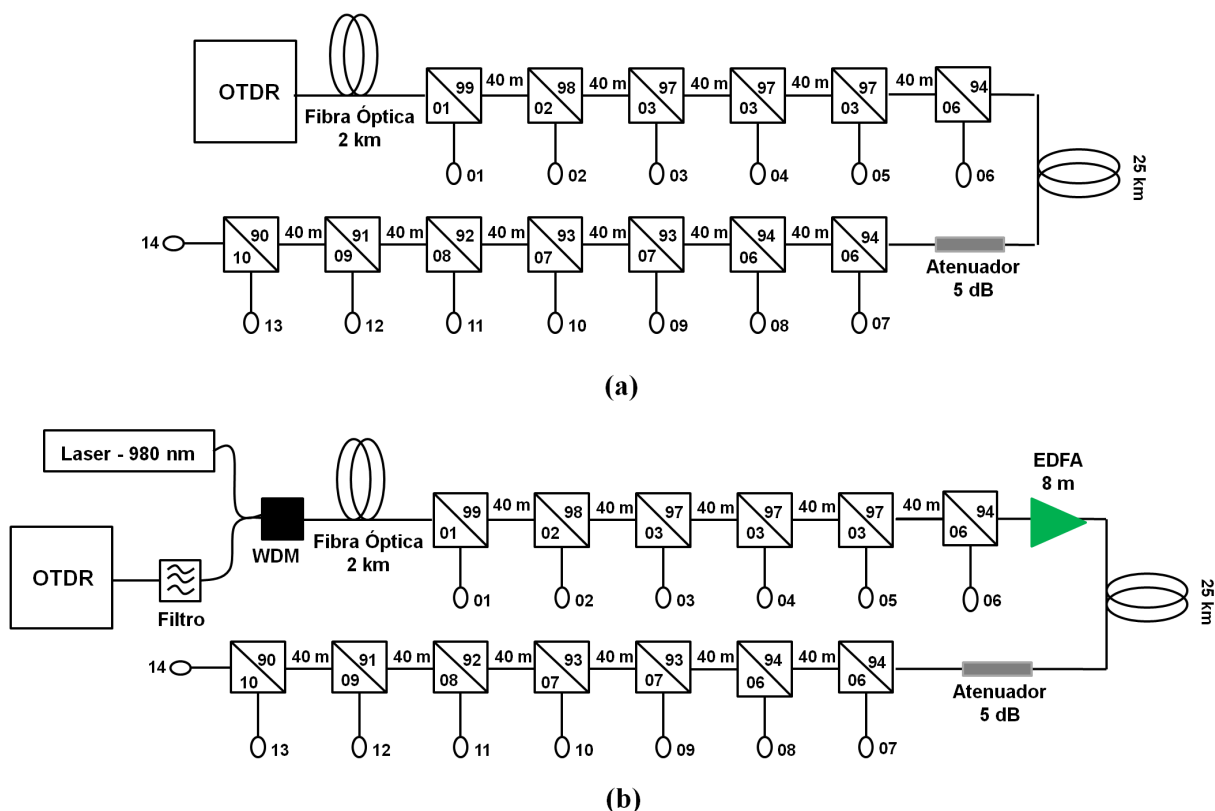 OTDR
Fibra Óptica
2 km
99
01
40 m
98
02
40 m
97
03
40 m
97
03
40 m
97
03
40 m
94
06
01
02
03
04
05
06
25 km
14
90
10
40 m
91
09
40 m
92
08
40 m
93
07
40 m
93
07
40 m
94
06
40 m
94
06
Atenuador
5 dB
13
12
11
10
09
08
07
(a)
Laser - 980 nm
OTDR
Filtro
WDM
Fibra Óptica
2 km
99
01
40 m
98
02
40 m
97
03
40 m
97
03
40 m
97
03
40 m
94
06
EDFA
8 m
01
02
03
04
05
06
25 km
14
90
10
40 m
91
09
40 m
92
08
40 m
93
07
40 m
93
07
40 m
94
06
40 m
94
06
Atenuador
5 dB
13
12
11
10
09
08
07
(b)